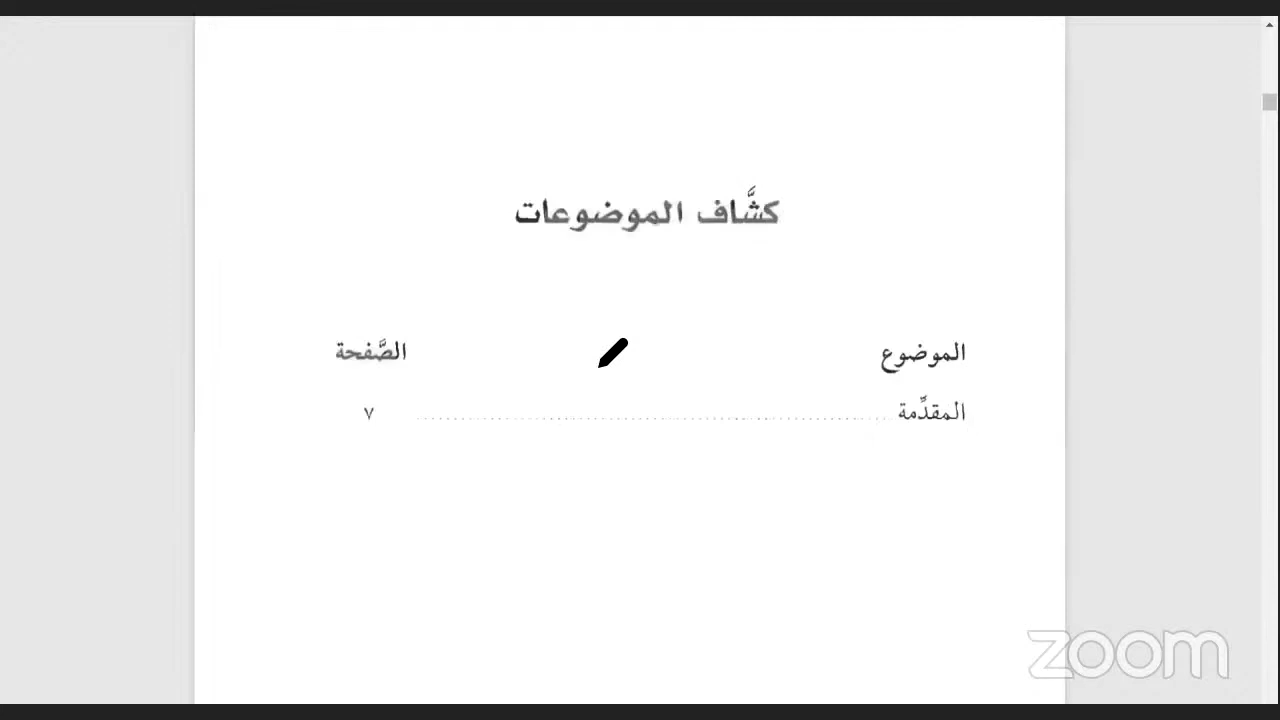 كشَّاف الموضوعات
الموضوع الصَّفحة
المقدِّمة ........................................ ٧
zoom